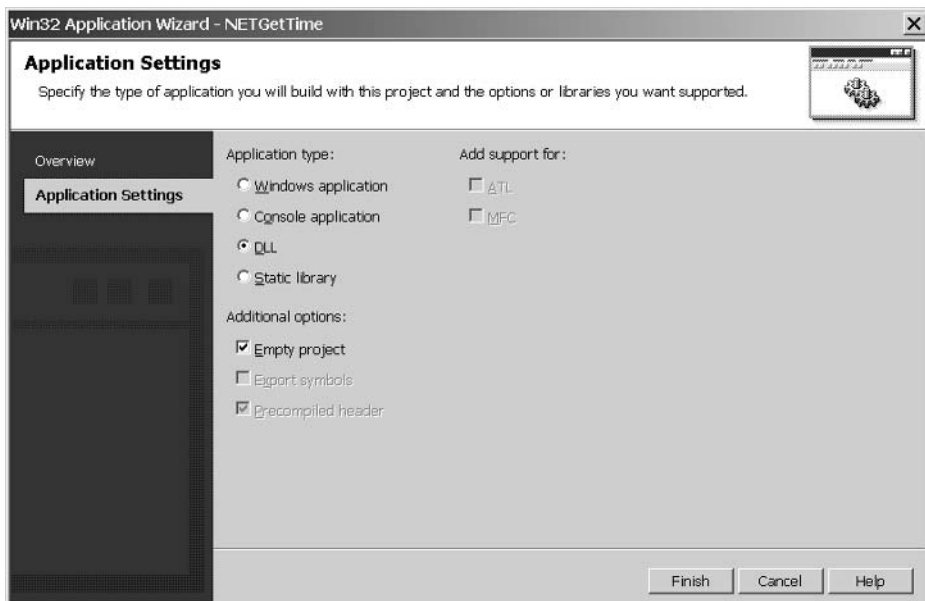 Win32 Application Wizard - NETGetTime
Application Settings
Specify the type of application you will build with this project and the options or libraries you want supported.
Overview
Application Settings
Application type:
Windows application
Console application
DLL
Static library
Additional options:
Empty project
Export symbols
Precompiled header
Add support for:
ATL
MFC
Finish
Cancel
Help